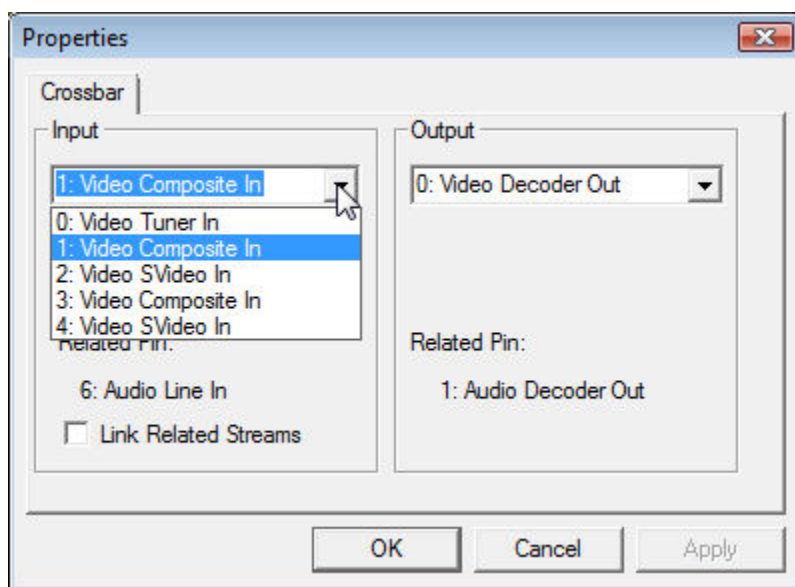 Properties
Crossbar
Input
1: Video Composite In
0: Video Tuner In
1: Video Composite In
2: Video SVideo In
3: Video Composite In
4: Video SVideo In
Related Pin:
6: Audio Line In
Link Related Streams
Output
0: Video Decoder Out
Related Pin:
1: Audio Decoder Out
OK
Cancel
Apply